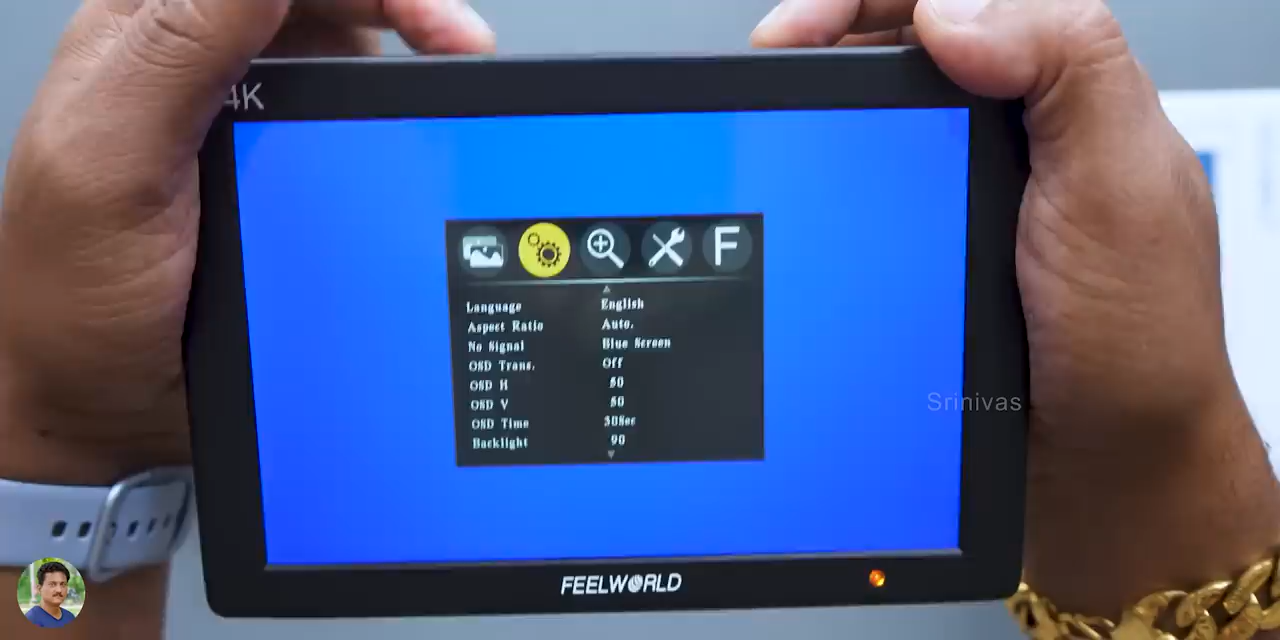 4K
F
Language English
Aspect Ratio Auto.
No Signal Blue Screen
OSD Trans. Off
OSD H 50
OSD V 50
OSD Time 30Sec
Backlight 90
Srinivas
FEELWORLD